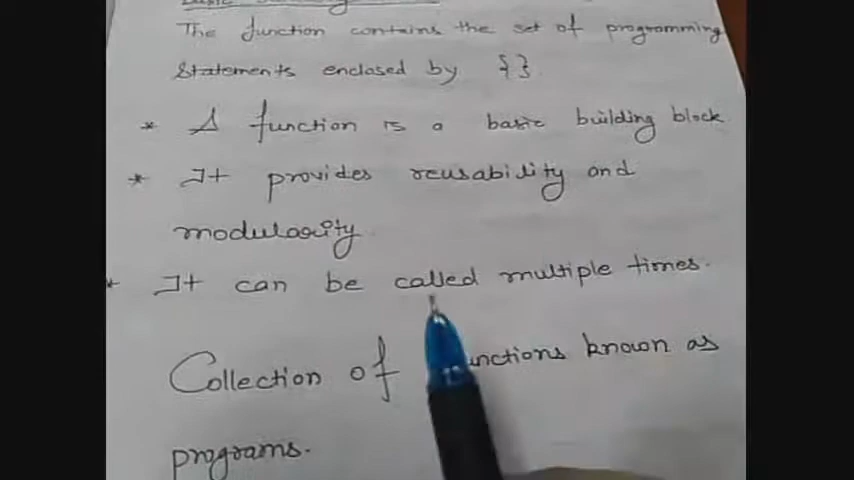 The function contains the set of programming
statements enclosed by {}.
* A function is a basic building block
* It provides reusability and
modularity.
* It can be called multiple times.
Collection of functions known as
programs.